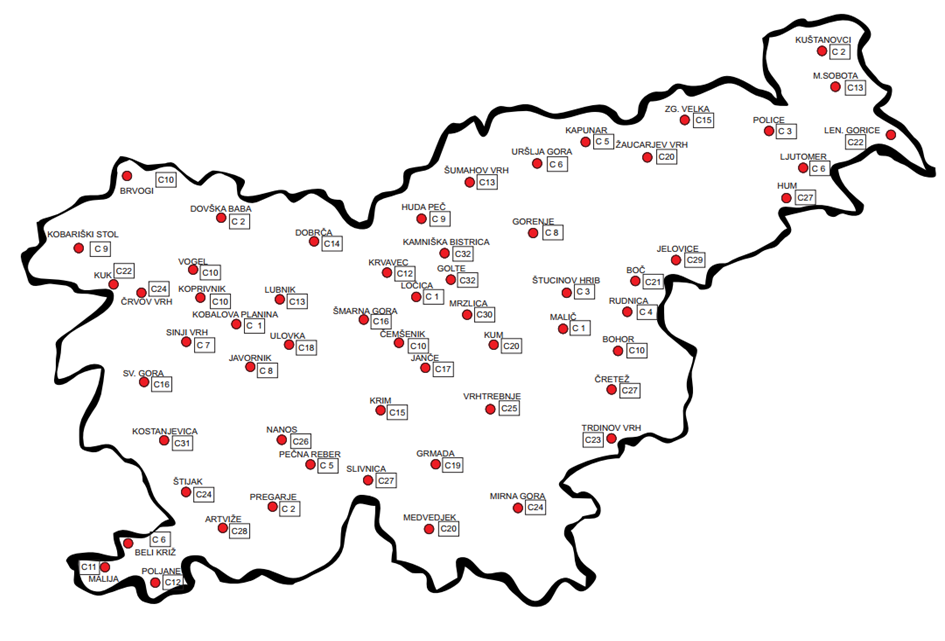 KUŠTANOVCI
C 2
M.SOBOTA
C13
ZG. VELKA
C15
POLICE
C 3
LEN. GORICE
C22
KAPUNAR
C 5
ŽAUCARJEV VRH
C20
URŠLJA GORA
C 6
LJUTOMER
C 6
ŠUMAHOV VRH
C13
HUM
C27
BRVOGI
C10
DOVŠKA BABA
C 2
HUDA PEČ
C 9
GORENJE
C 8
KOBARIŠKI STOL
C 9
DOBRČA
C14
KAMNIŠKA BISTRICA
C32
JELOVICE
C29
KUK
C22
VOGEL
C10
KRVAVEC
C12
GOLTE
C32
BOČ
C21
ČRVOV VRH
C24
KOPRIVNIK
C10
LUBNIK
C13
LOČICA
C 1
ŠTUCINOV HRIB
C 3
RUDNICA
C 4
KOBALOVA PLANINA
C 1
ŠMARNA GORA
C16
MRZLICA
C30
MALIČ
C 1
SINJI VRH
C 7
ULOVKA
C18
ČEMŠENIK
C10
KUM
C20
BOHOR
C10
JAVORNIK
C 8
JANČE
C17
SV. GORA
C16
ČRETEŽ
C27
KRIM
C15
VRHTREBNJE
C25
KOSTANJEVICA
C31
NANOS
C26
TRDINOV VRH
C23
PEČNA REBER
C 5
GRMADA
C19
SLIVNICA
C27
ŠTIJAK
C24
PREGARJE
C 2
MIRNA GORA
C24
ARTVIŽE
C28
MEDVEDJEK
C20
C 6
BELI KRIŽ
C11
MALIJA
POLJANE
C12